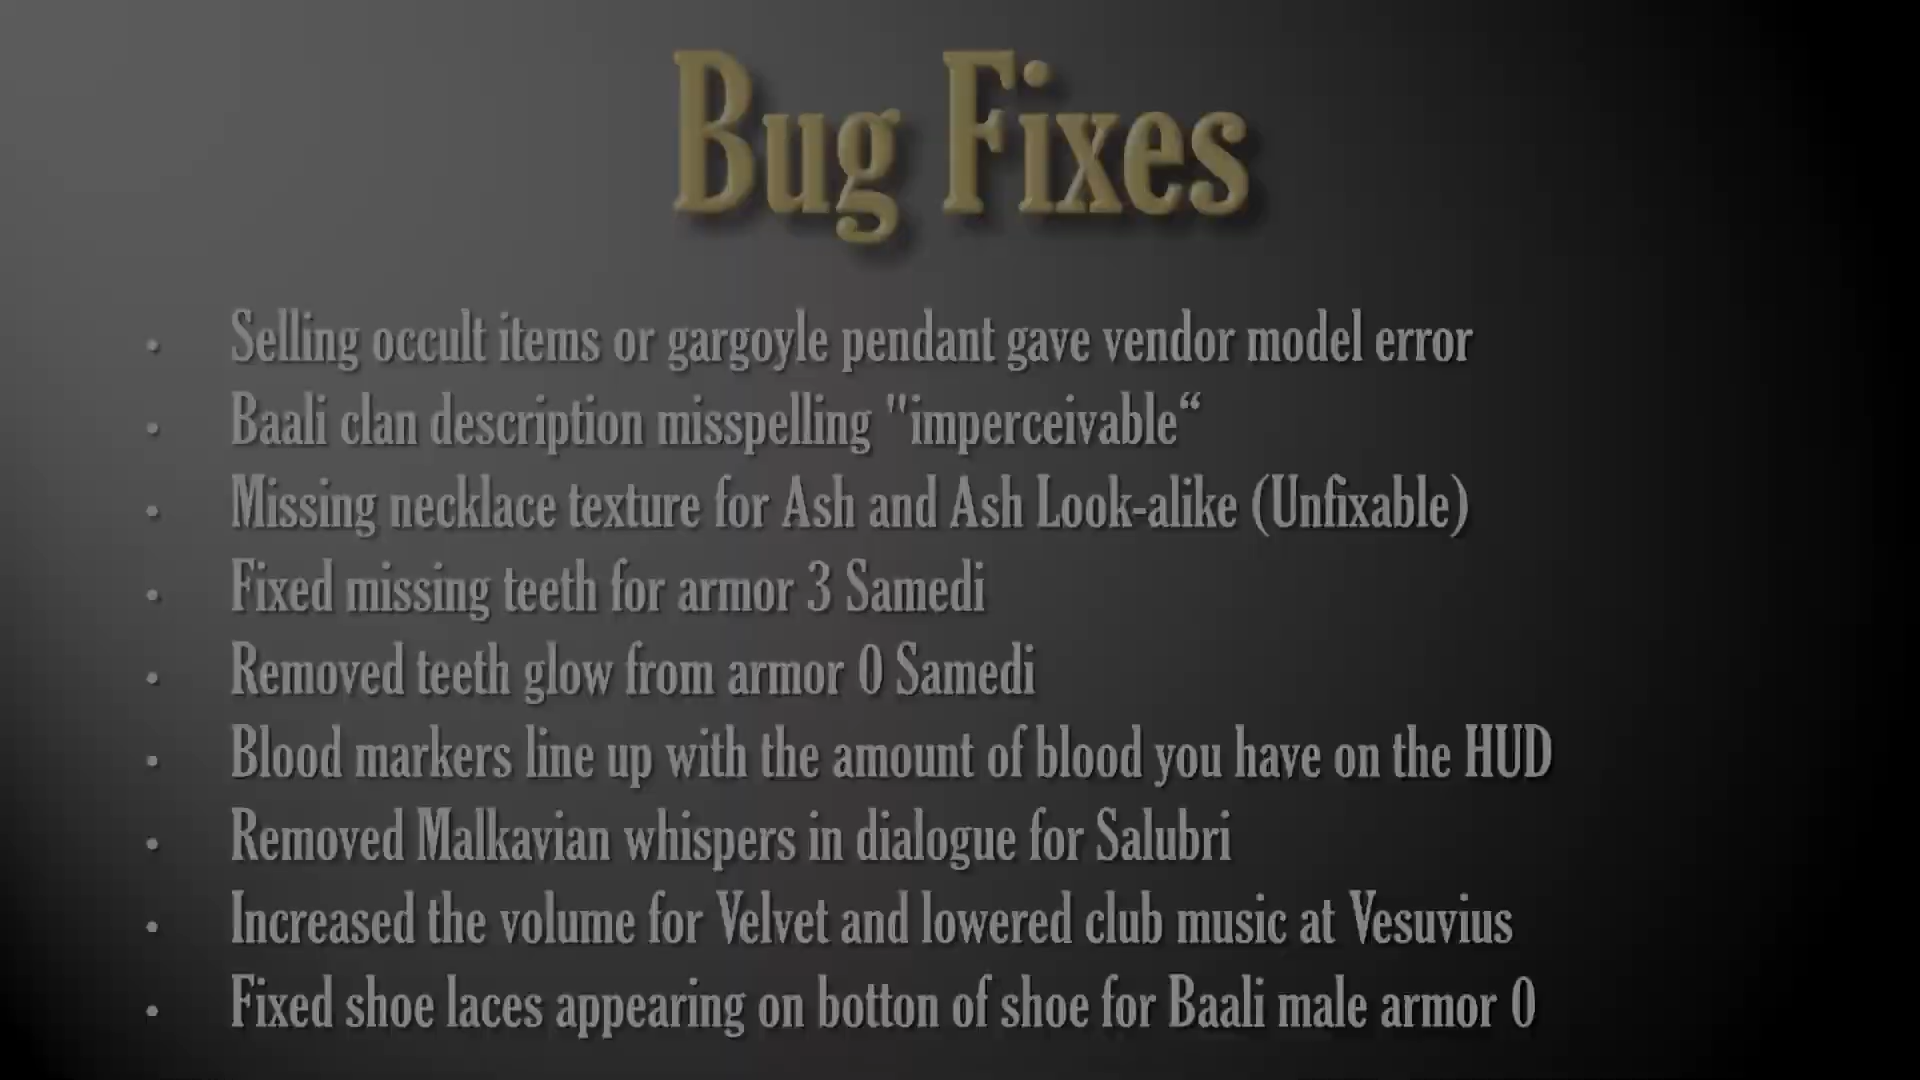 Bug Fixes
• Selling occult items or gargoyle pendant gave vendor model error
• Baali clan description misspelling "imperceivable“
• Missing necklace texture for Ash and Ash Look-alike (Unfixable)
• Fixed missing teeth for armor 3 Samedi
• Removed teeth glow from armor 0 Samedi
• Blood markers line up with the amount of blood you have on the HUD
• Removed Malkavian whispers in dialogue for Salubri
• Increased the volume for Velvet and lowered club music at Vesuvius
• Fixed shoe laces appearing on botton of shoe for Baali male armor 0